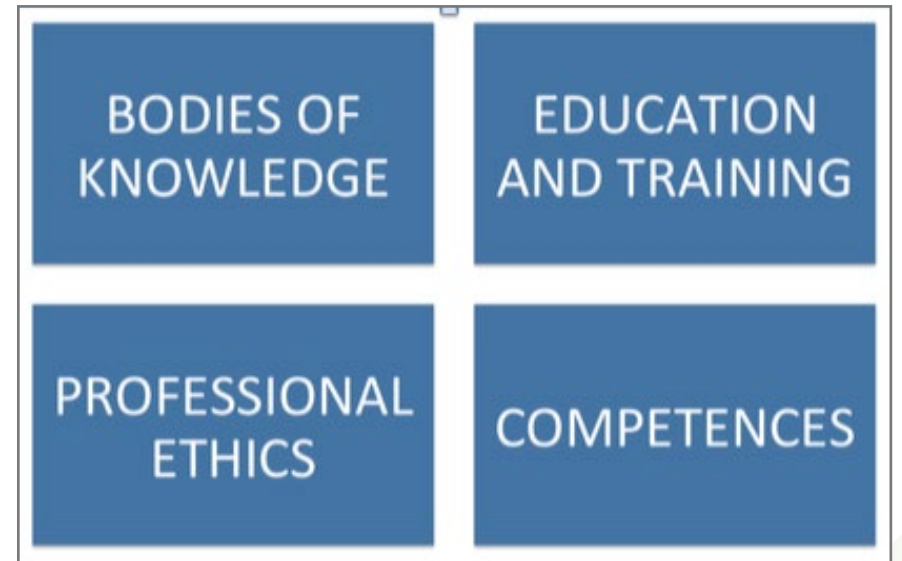 BODIES OF
KNOWLEDGE
EDUCATION
AND TRAINING
PROFESSIONAL
ETHICS
COMPETENCES